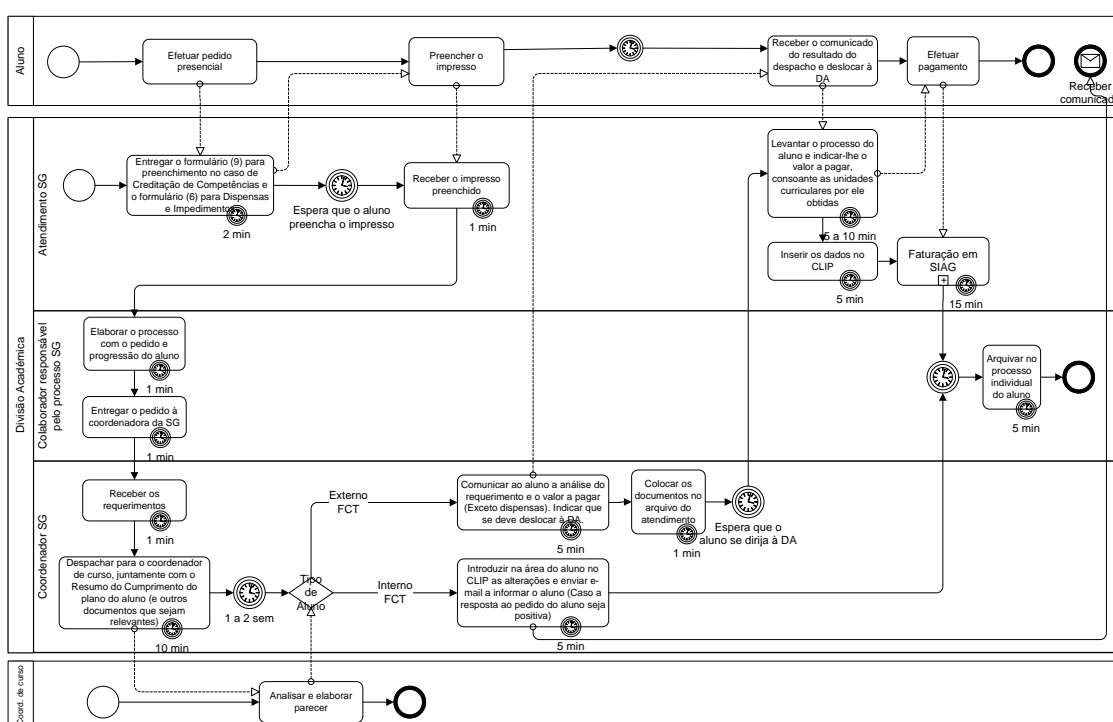 Aluno
Efetuar pedido
presencial
Preencher o
impresso
Receber o comunicado
do resultado do
despacho e deslocar à
DA
Efetuar
pagamento
Receber
comunicad
Divisão Académica
Atendimento SG
Entregar o formulário (9) para
preenchimento no caso de
Creditação de Competências e
o formulário (6) para Dispensas
e Impedimentos
2 min
Espera que o aluno
preencha o impresso
Receber o impresso
preenchido
1 min
Levantar o processo do
aluno e indicar-lhe o
valor a pagar,
consoante as unidades
curriculares por ele
obtidas
5 a 10 min
Inserir os dados no
CLIP
5 min
Faturação em
SIAG
15 min
Colaborador responsável
pelo processo SG
Elaborar o processo
com o pedido e
progressão do aluno
1 min
Entregar o pedido à
coordenadora da SG
1 min
Arquivar no
processo
individual
do aluno
5 min
Coordenador SG
Receber os
requerimentos
1 min
Despachar para o coordenador
de curso, juntamente com o
Resumo do Cumprimento do
plano do aluno (e outros
documentos que sejam
relevantes)
10 min
1 a 2 sem
Tipo
de
Aluno
Externo
FCT
Interno
FCT
Comunicar ao aluno a análise do
requerimento e o valor a pagar
(Exceto dispensas). Indicar que
se deve deslocar à DA.
5 min
Colocar os
documentos no
arquivo do
atendimento
1 min
Espera que o
aluno se dirija à DA
Introduzir na área do aluno no
CLIP as alterações e enviar e-
mail a informar o aluno (Caso a
resposta ao pedido do aluno seja
positiva)
5 min
Coord. de curso
Analisar e elaborar
parecer